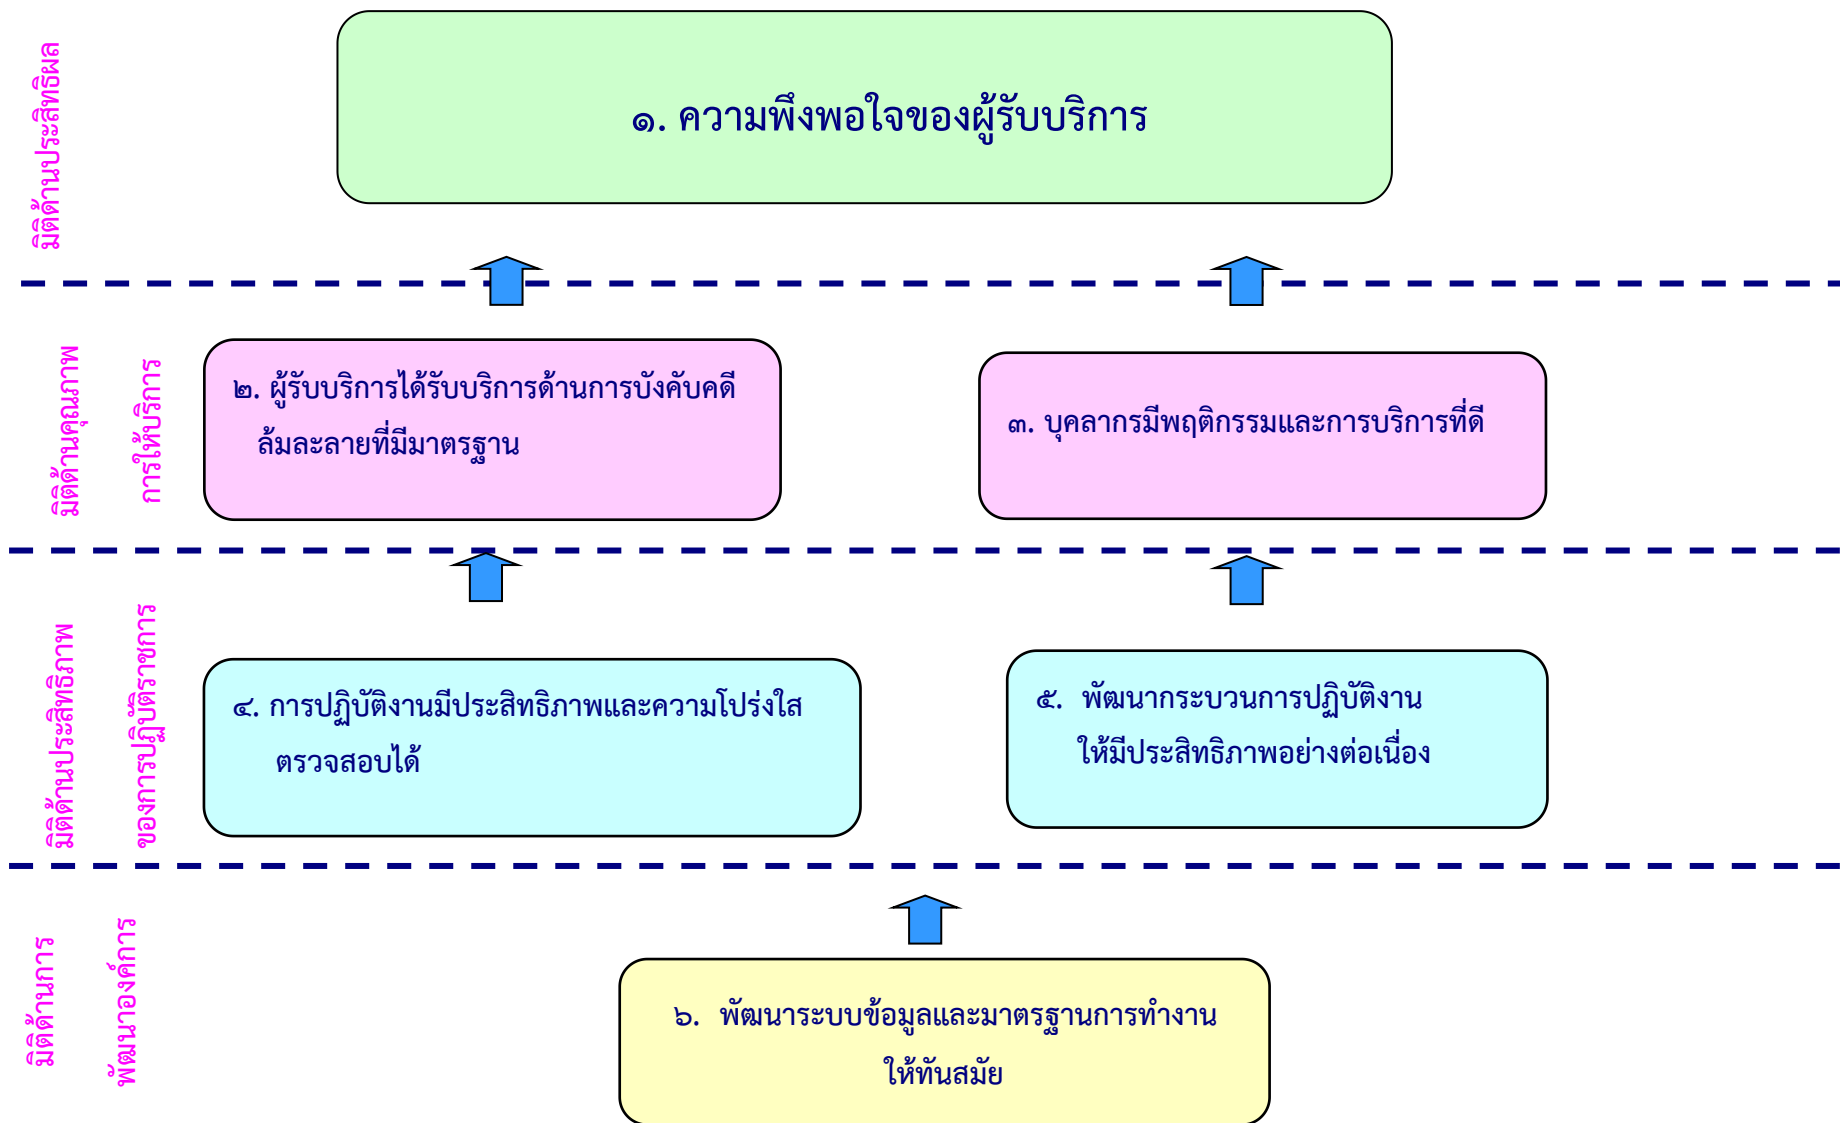 มิติด้านประสิทธิผล
๑. ความพึงพอใจของผู้รับบริการ
มิติด้านคุณภาพ
การให้บริการ
๒. ผู้รับบริการได้รับบริการด้านการบังคับคดี
ล้มละลายที่มีมาตรฐาน
๓. บุคลากรมีพฤติกรรมและการบริการที่ดี
มิติด้านประสิทธิภาพ
ของการปฏิบัติราชการ
๔. การปฏิบัติงานมีประสิทธิภาพและความโปร่งใส
ตรวจสอบได้
๕. พัฒนากระบวนการปฏิบัติงาน
ให้มีประสิทธิภาพอย่างต่อเนื่อง
มิติด้านการ
พัฒนาองค์การ
๖. พัฒนาระบบข้อมูลและมาตรฐานการทำงาน
ให้ทันสมัย